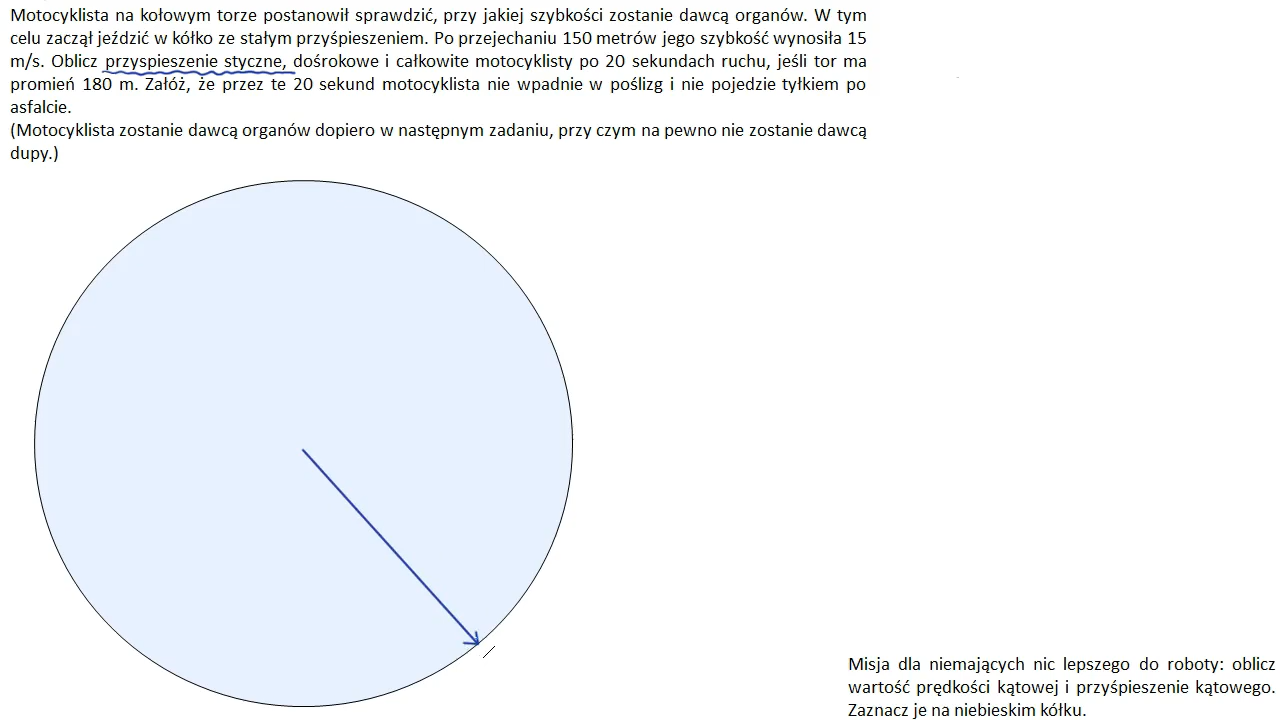 Motocyklista na kołowym torze postanowił sprawdzić, przy jakiej szybkości zostanie dawcą organów. W tym
celu zaczął jeździć w kółko ze stałym przyśpieszeniem. Po przejechaniu 150 metrów jego szybkość wynosiła 15
m/s. Oblicz przyspieszenie styczne, dośrokowe i całkowite motocyklisty po 20 sekundach ruchu, jeśli tor ma
promień 180 m. Załóż, że przez te 20 sekund motocyklista nie wpadnie w poślizg i nie pojedzie tyłkiem po
asfalcie.
(Motocyklista zostanie dawcą organów dopiero w następnym zadaniu, przy czym na pewno nie zostanie dawcą
dupy.)
Misja dla niemających nic lepszego do roboty: oblicz
wartość prędkości kątowej i przyśpieszenie kątowego.
Zaznacz je na niebieskim kółku.